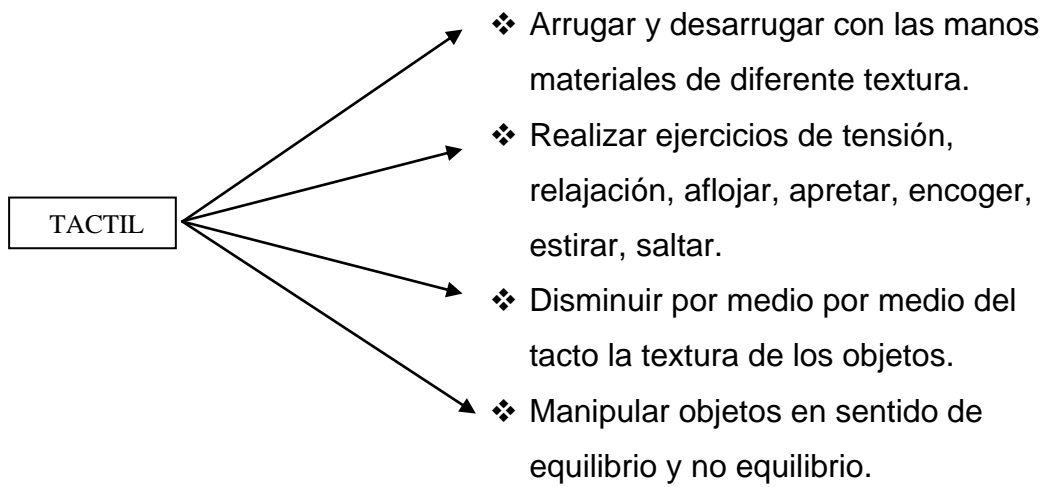 ❖ Arrugar y desarrugar con las manos
materiales de diferente textura.
❖ Realizar ejercicios de tensión,
relajación, aflojar, apretar, encoger,
estirar, saltar.
TACTIL
❖ Disminuir por medio por medio del
tacto la textura de los objetos.
❖ Manipular objetos en sentido de
equilibrio y no equilibrio.